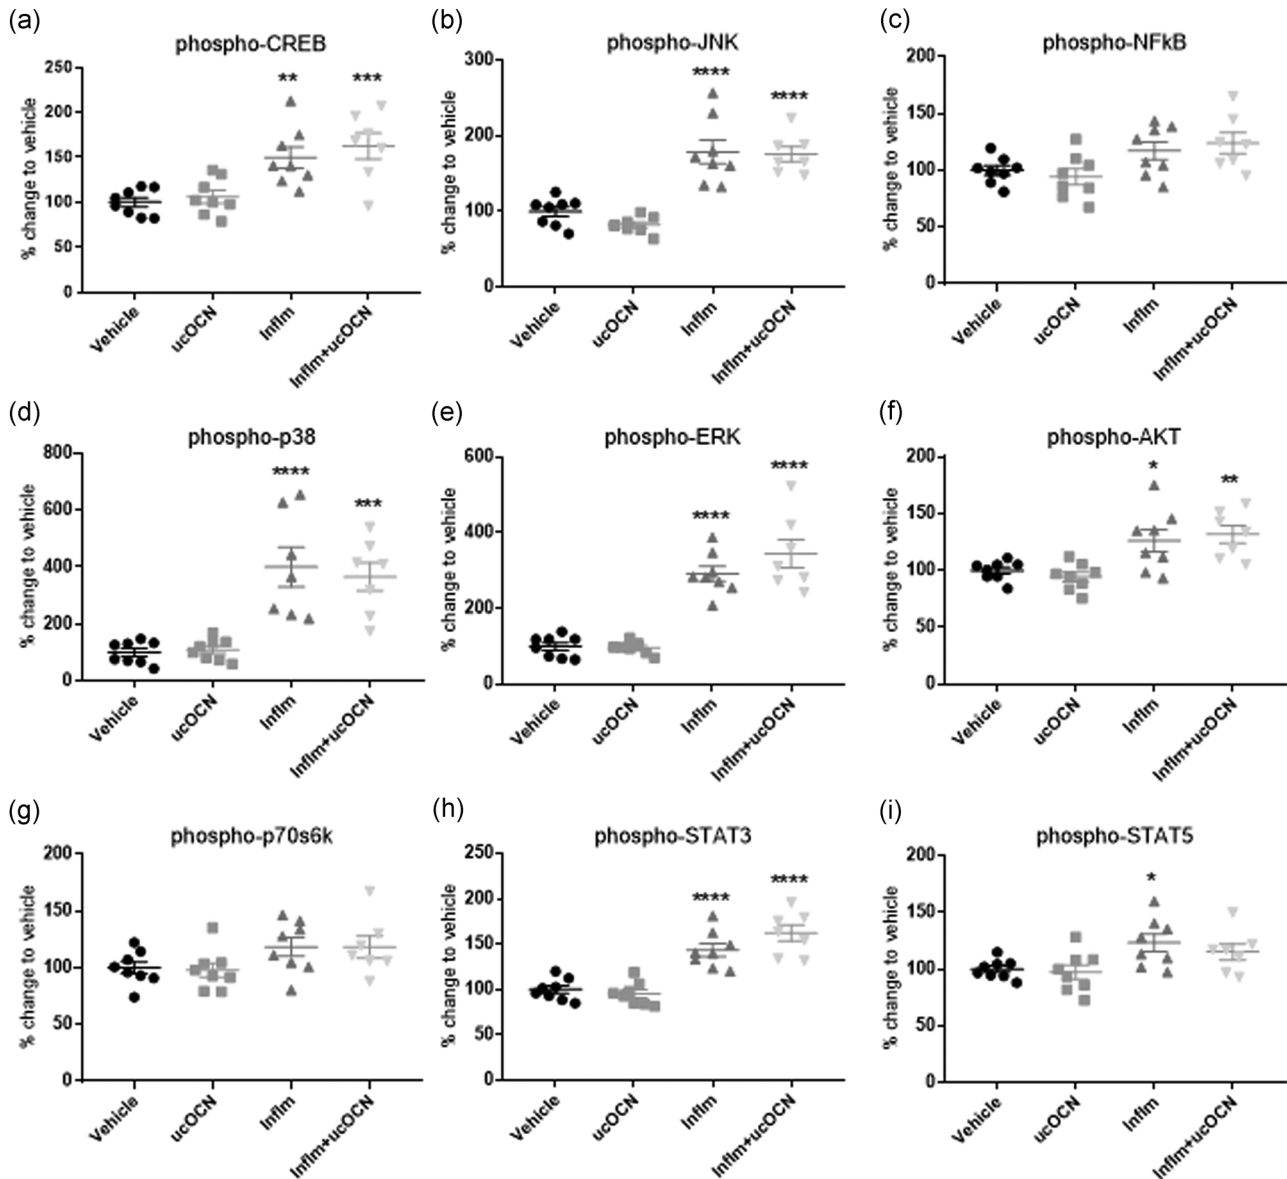 (a)
phospho-CREB
% change to vehicle
250
200
150
100
50
0
**
***
Vehicle
ucOCN
Inflm
Inflm+ucOCN
(b)
phospho-JNK
% change to vehicle
300
200
100
0
****
****
Vehicle
ucOCN
Inflm
Inflm+ucOCN
(c)
phospho-NFkB
% change to vehicle
200
150
100
50
0
Vehicle
ucOCN
Inflm
Inflm+ucOCN
(d)
phospho-p38
% change to vehicle
800
600
400
200
0
****
***
Vehicle
ucOCN
Inflm
Inflm+ucOCN
(e)
phospho-ERK
% change to vehicle
600
400
200
0
****
****
Vehicle
ucOCN
Inflm
Inflm+ucOCN
(f)
phospho-AKT
% change to vehicle
200
150
100
50
0
*
**
Vehicle
ucOCN
Inflm
Inflm+ucOCN
(g)
phospho-p70s6k
% change to vehicle
200
150
100
50
0
Vehicle
ucOCN
Inflm
Inflm+ucOCN
(h)
phospho-STAT3
% change to vehicle
250
200
150
100
50
0
****
****
Vehicle
ucOCN
Inflm
Inflm+ucOCN
(i)
phospho-STAT5
% change to vehicle
200
150
100
50
0
*
Vehicle
ucOCN
Inflm
Inflm+ucOCN